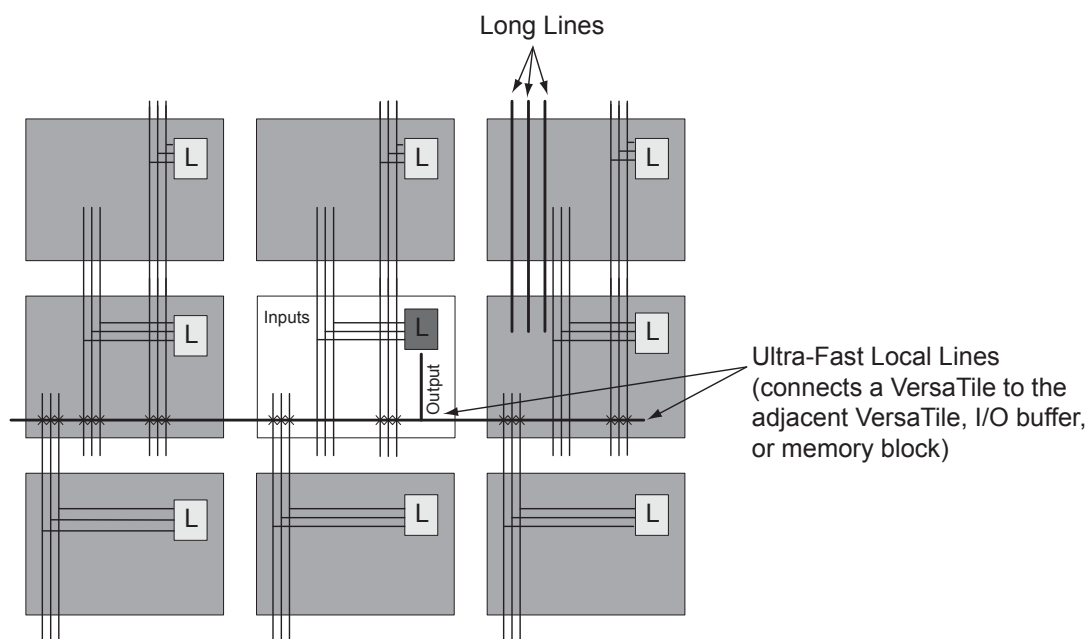 Long Lines
L
L
L
Inputs
L
L
L
Output
Ultra-Fast Local Lines
(connects a VersaTile to the
adjacent VersaTile, I/O buffer,
or memory block)
L
L
L